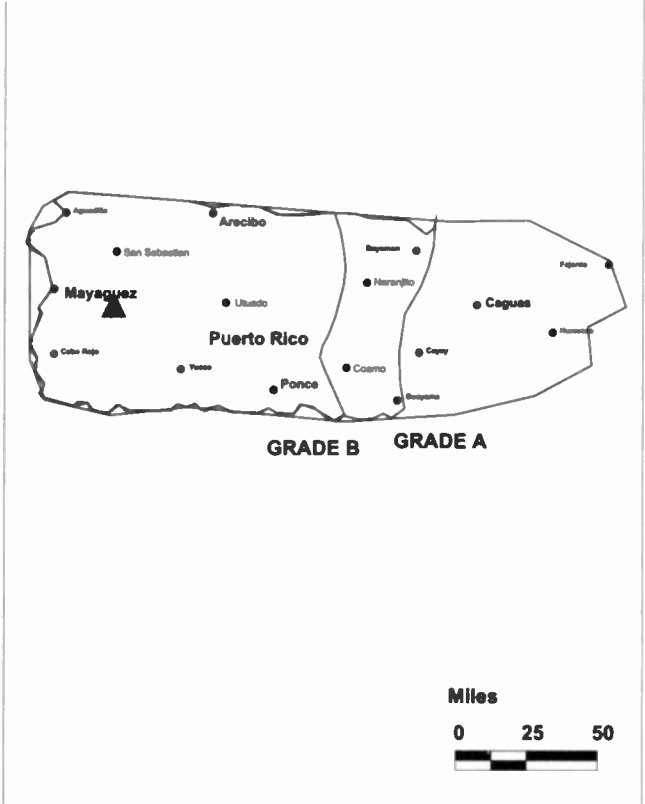 Aguadilla
Arecibo
San Sebastian
Bayaman
Fajardo
Naranjito
Mayaguez
Utuado
Caguas
Humacao
Puerto Rico
Cabo Rojo
Cayey
Yauco
Coamo
Ponce
Guayama
GRADE B
GRADE A
Miles
0 25 50